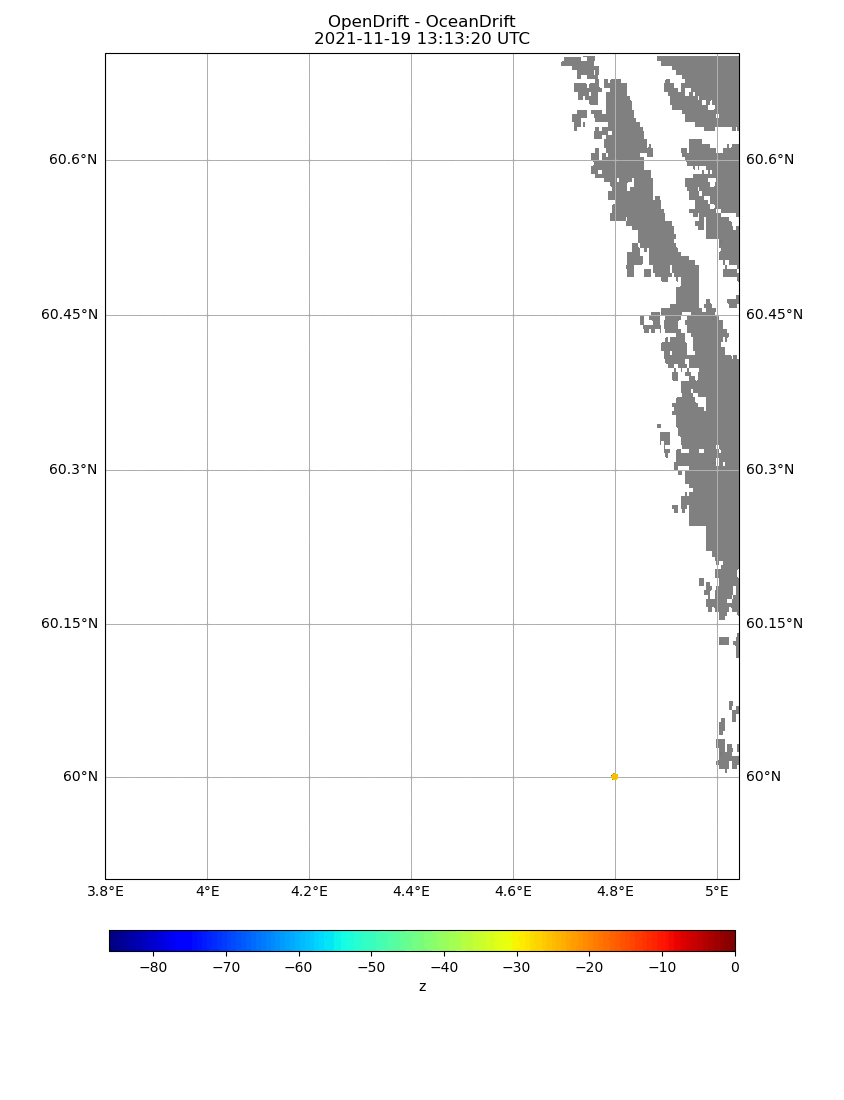 OpenDrift - OceanDrift
2021-11-19 13:13:20 UTC
60.6°N 60.6°N
60.45°N 60.45°N
60.3°N 60.3°N
60.15°N 60.15°N
60°N 60°N
3.8°E 4°E 4.2°E 4.4°E 4.6°E 4.8°E 5°E
−80 −70 −60 −50 −40 −30 −20 −10 0
z